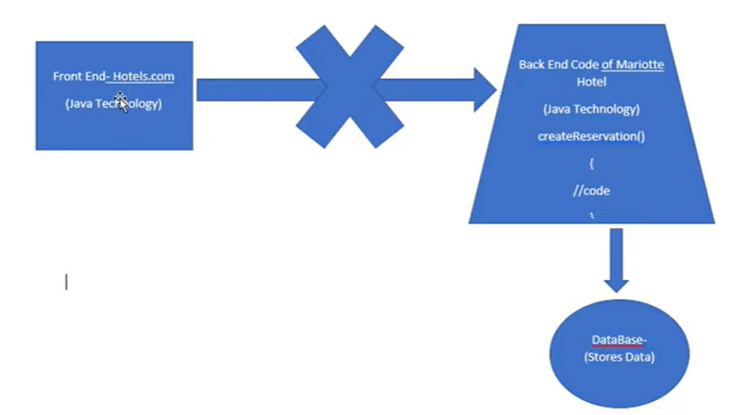 Front End- Hotels.com
(Java Technology)
Back End Code of Mariotte
Hotel
(Java Technology)
createReservation()
{
//code
}
DataBase-
(Stores Data)